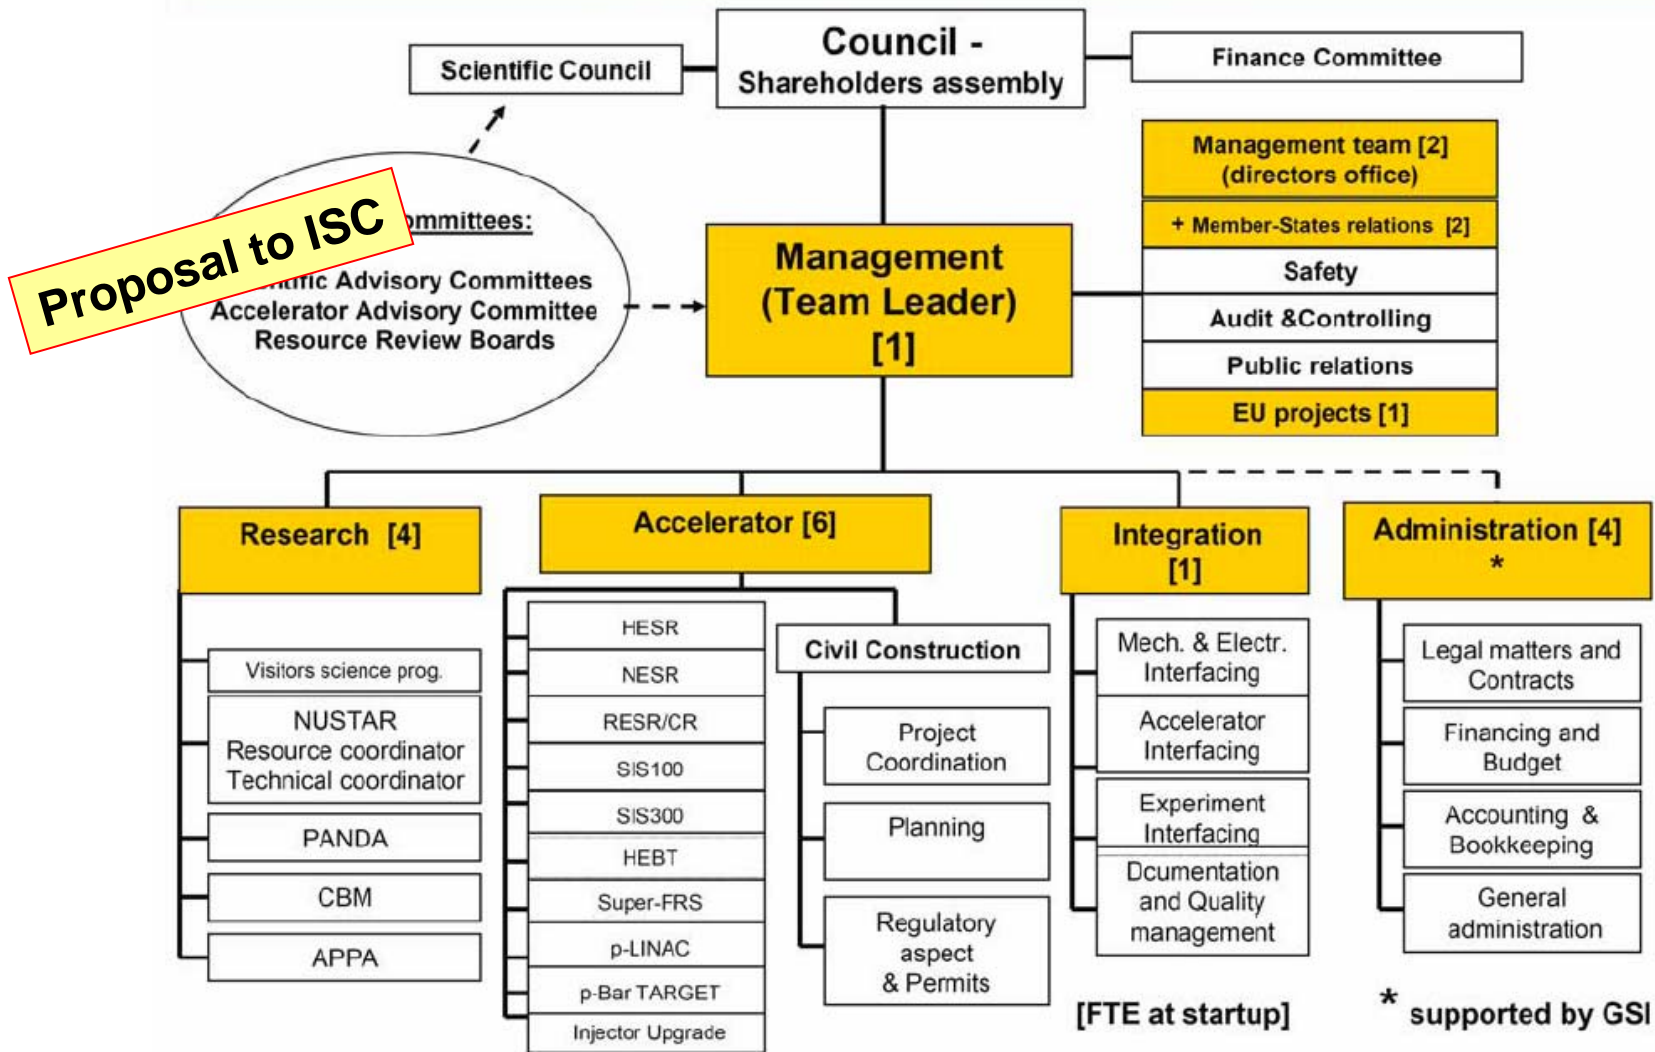 Council -
Shareholders assembly
Scientific Council
Finance Committee
Proposal to ISC
Advisory Committees
Accelerator Advisory Committee
Resource Review Boards
Management
(Team Leader)
[1]
Management team [2]
(directors office)
+ Member-States relations [2]
Safety
Audit &Controlling
Public relations
EU projects [1]
Research [4]
Visitors science prog.
NUSTAR
Resource coordinator
Technical coordinator
PANDA
CBM
APPA
Accelerator [6]
HESR
NESR
RESR/CR
SIS100
SIS300
HEBT
Super-FRS
p-LINAC
p-Bar TARGET
Injector Upgrade
Civil Construction
Project
Coordination
Planning
Regulatory
aspect
& Permits
Integration
[1]
Mech. & Electr.
Interfacing
Accelerator
Interfacing
Experiment
Interfacing
Dcumentation
and Quality
management
Administration [4]
*
Legal matters and
Contracts
Financing and
Budget
Accounting &
Bookkeeping
General
administration
[FTE at startup]
* supported by GSI